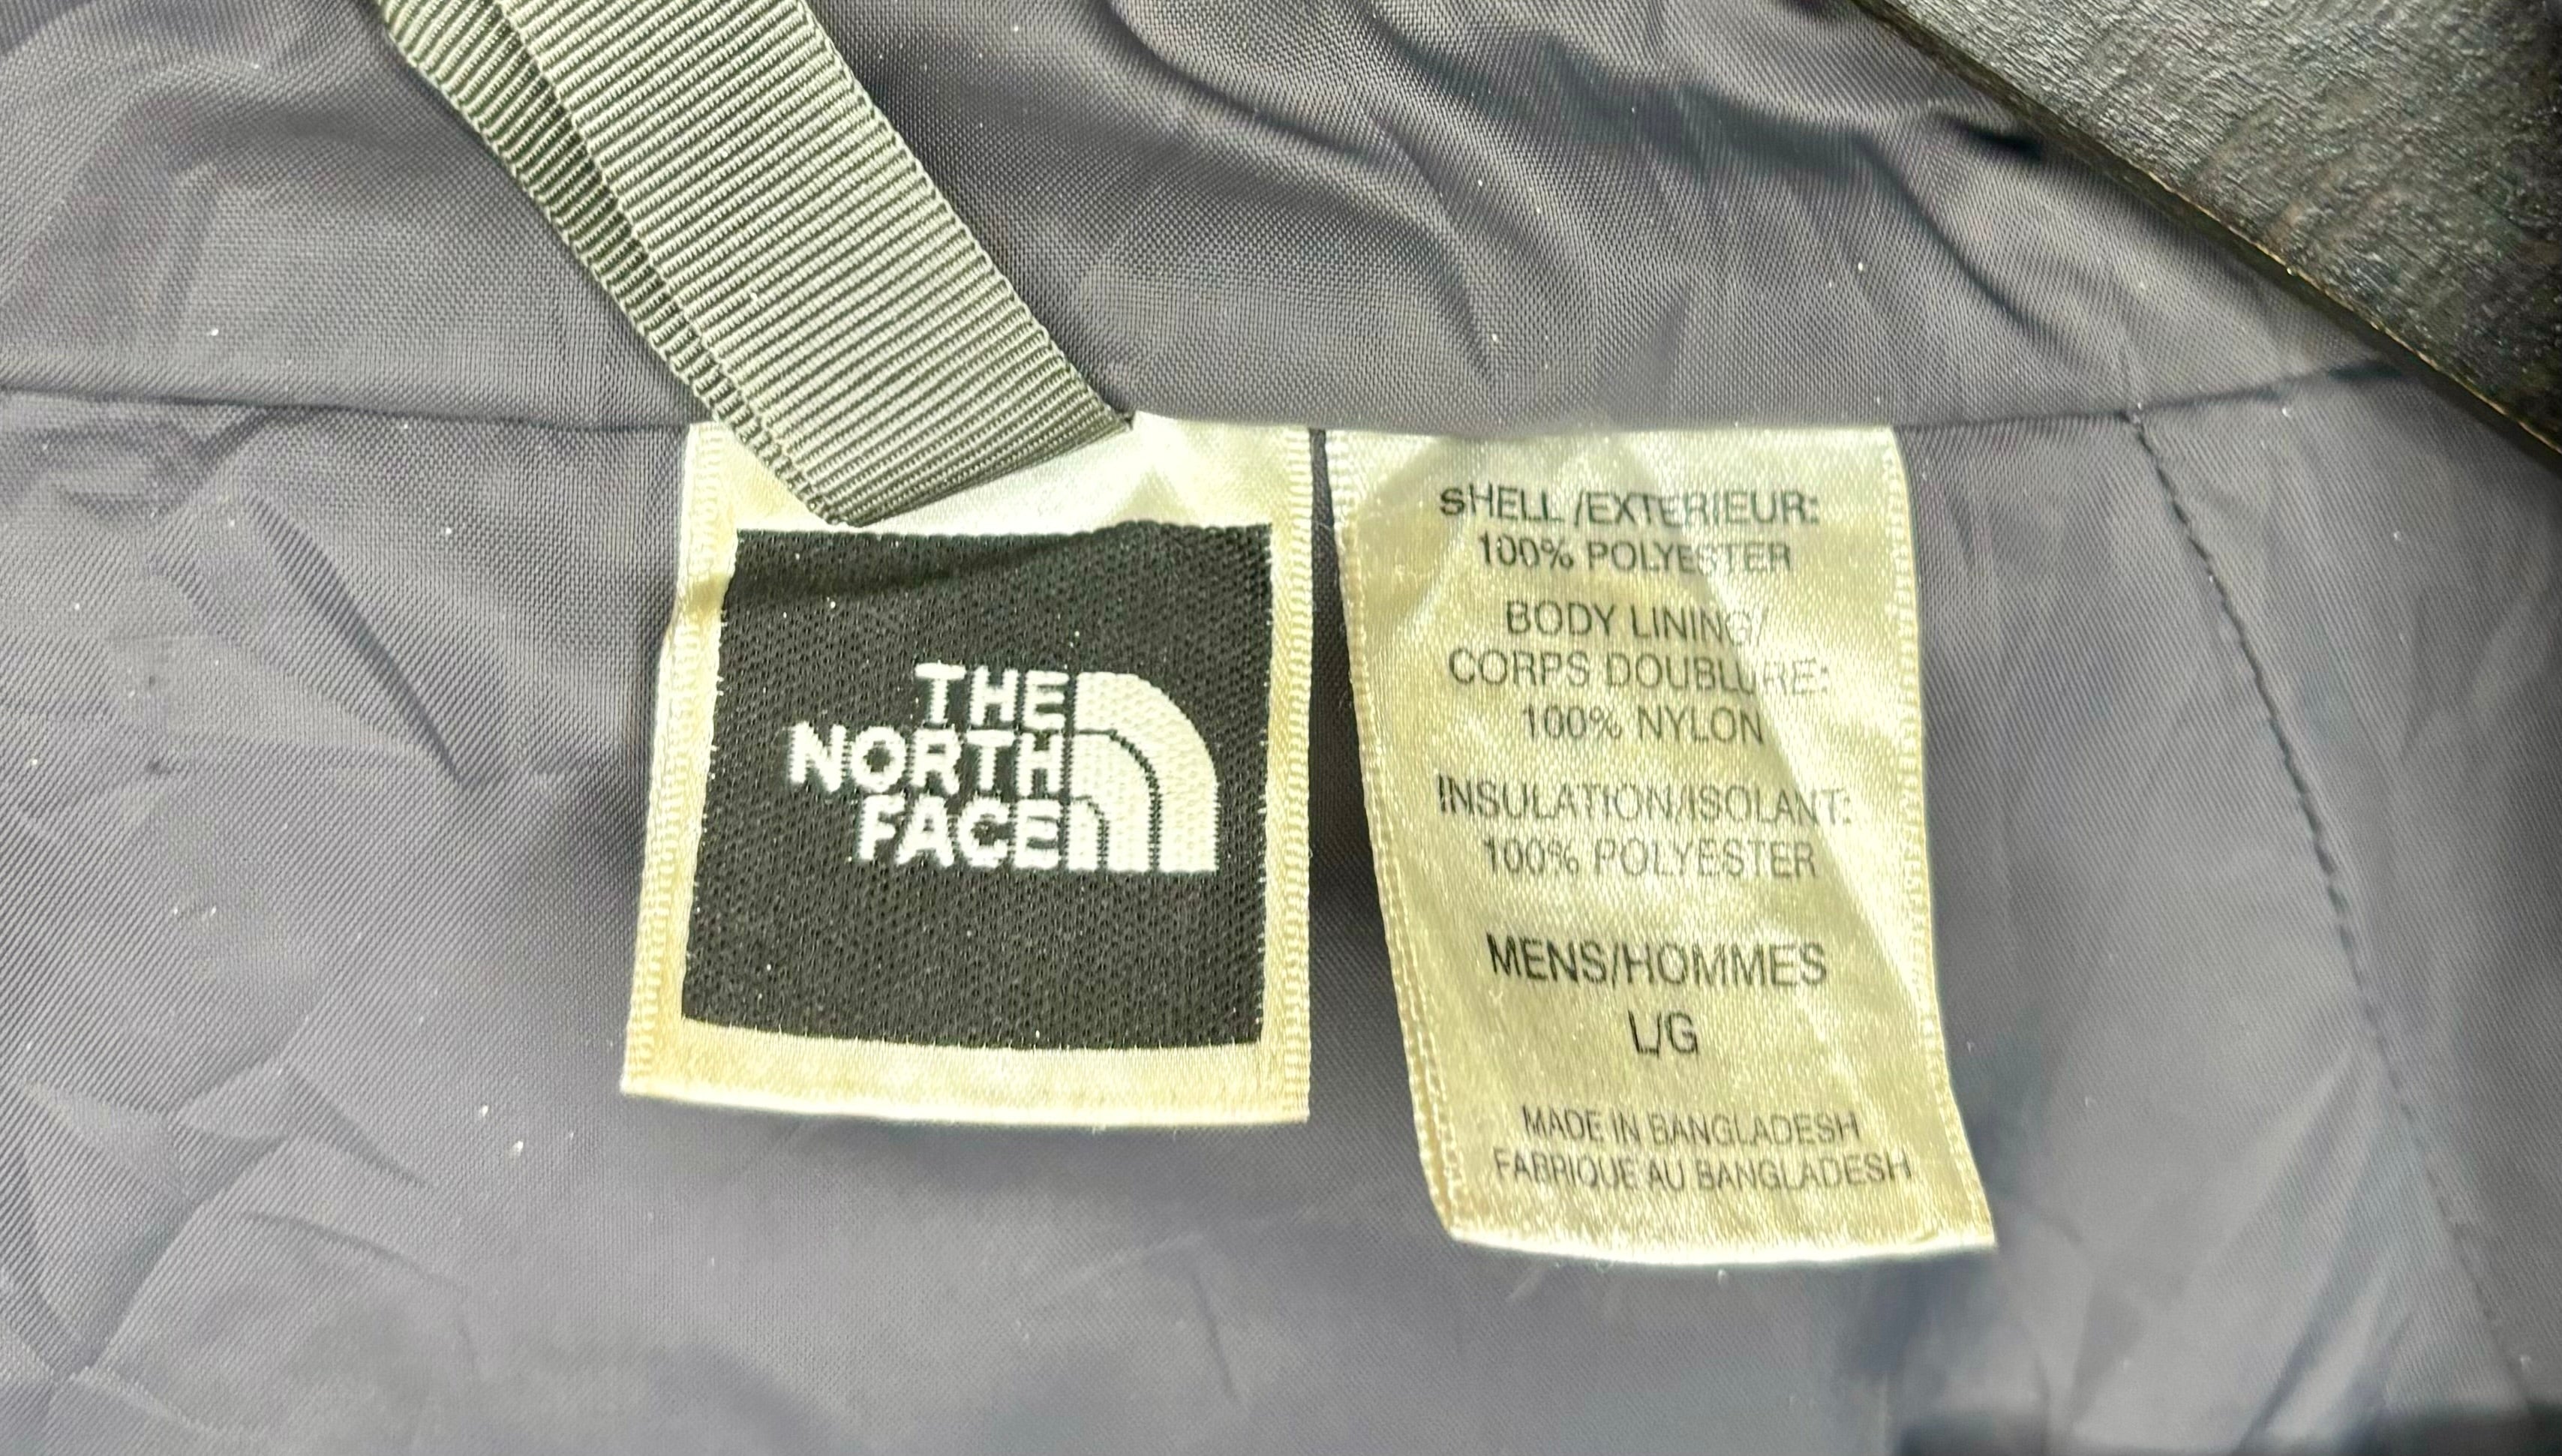 THE
NORTH
FACE
SHELL/EXTERIEUR:
100% POLYESTER
BODY LINING/
CORPS DOUBLURE:
100% NYLON
INSULATION/ISOLANT:
100% POLYESTER
MENS/HOMMES
L/G
MADE IN BANGLADESH
FABRIQUE AU BANGLADESH